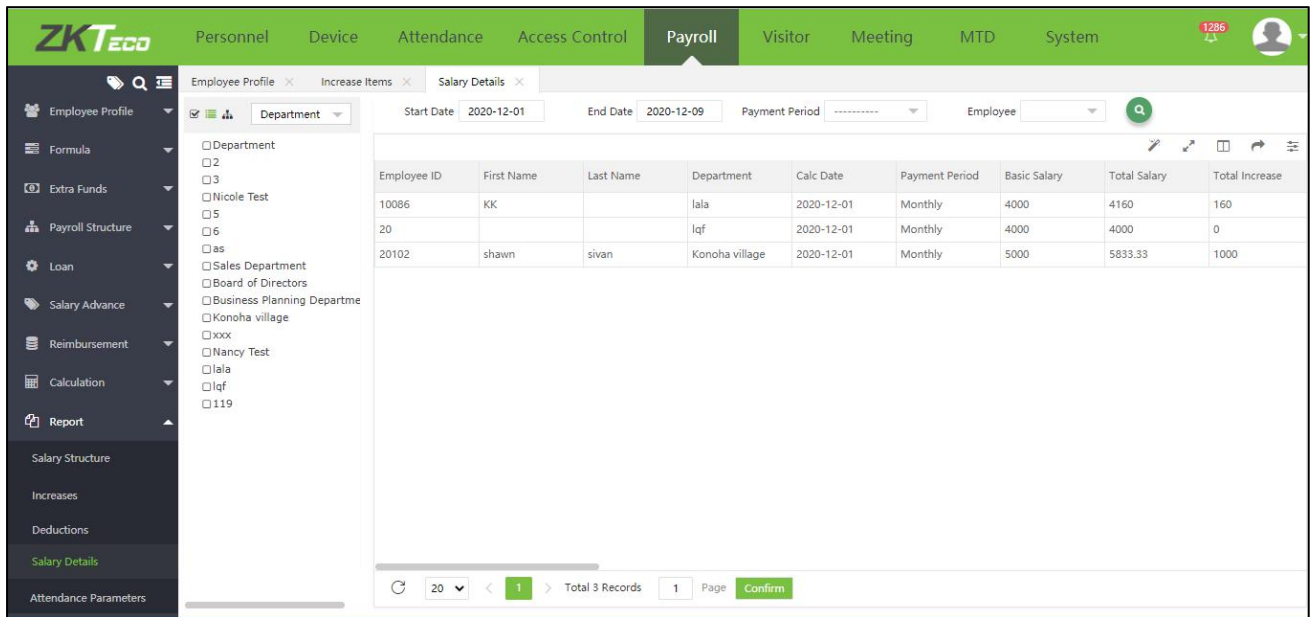 ZKTeco
Personnel Device Attendance Access Control Payroll Visitor Meeting MTD System 1286
Employee Profile Increase Items Salary Details
Employee Profile
Formula
Extra Funds
Payroll Structure
Loan
Salary Advance
Reimbursement
Calculation
Report
Salary Structure
Increases
Deductions
Salary Details
Attendance Parameters
Department
Department
2
3
Nicole Test
5
6
as
Sales Department
Board of Directors
Business Planning Departme
Konoha village
xxx
Nancy Test
lala
lqf
119
Start Date 2020-12-01 End Date 2020-12-09 Payment Period ---------- Employee
Employee ID First Name Last Name Department Calc Date Payment Period Basic Salary Total Salary Total Increase
10086 KK lala 2020-12-01 Monthly 4000 4160 160
20 lqf 2020-12-01 Monthly 4000 4000 0
20102 shawn sivan Konoha village 2020-12-01 Monthly 5000 5833.33 1000
20 < 1 > Total 3 Records 1 Page Confirm